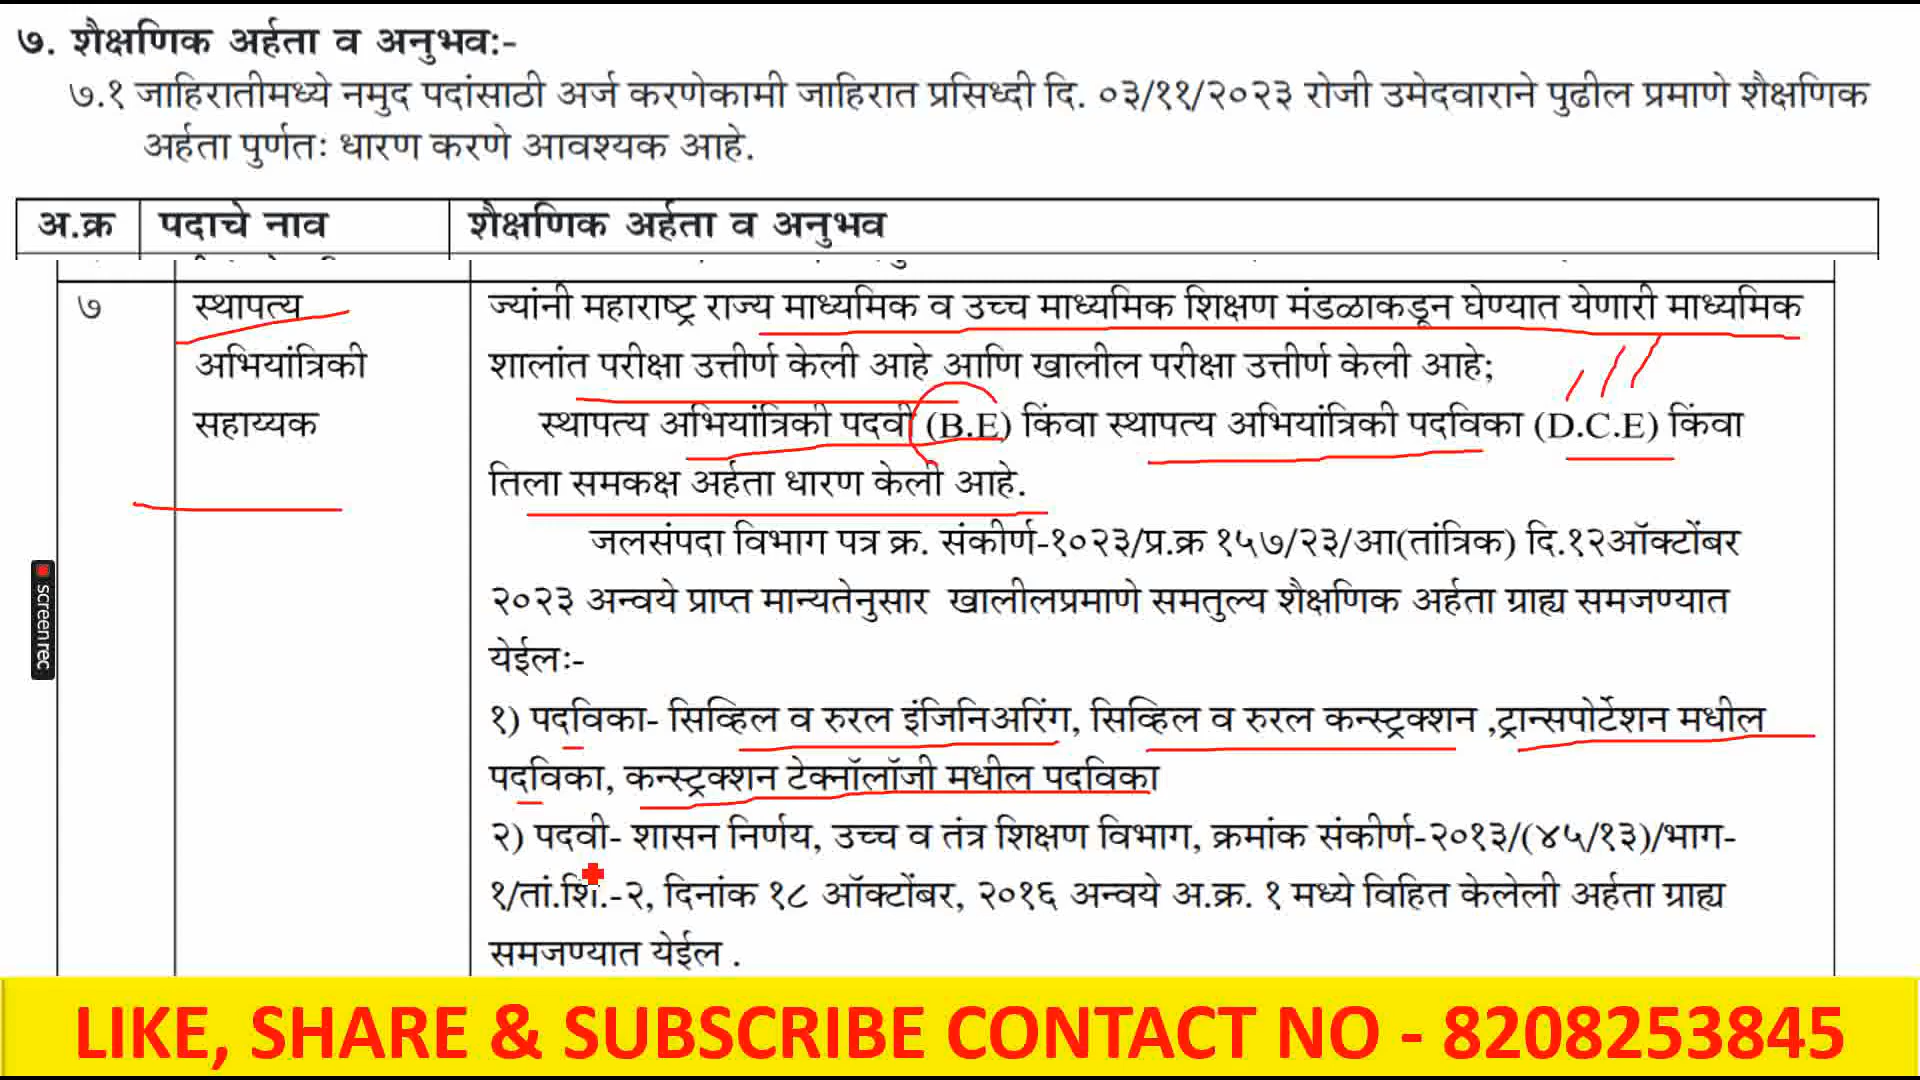 ७. शैक्षणिक अर्हता व अनुभव:-
७.१ जाहिरातीमध्ये नमुद पदांसाठी अर्ज करणेकामी जाहिरात प्रसिध्दी दि. ०३/११/२०२३ रोजी उमेदवाराने पुढील प्रमाणे शैक्षणिक
अर्हता पुर्णतः धारण करणे आवश्यक आहे.
अ.क्र पदाचे नाव शैक्षणिक अर्हता व अनुभव
७ स्थापत्य ज्यांनी महाराष्ट्र राज्य माध्यमिक व उच्च माध्यमिक शिक्षण मंडळाकडून घेण्यात येणारी माध्यमिक
अभियांत्रिकी शालांत परीक्षा उत्तीर्ण केली आहे आणि खालील परीक्षा उत्तीर्ण केली आहे;
सहाय्यक स्थापत्य अभियांत्रिकी पदवी (B.E) किंवा स्थापत्य अभियांत्रिकी पदविका (D.C.E) किंवा
तिला समकक्ष अर्हता धारण केली आहे.
जलसंपदा विभाग पत्र क्र. संकीर्ण-१०२३/प्र.क्र १५७/२३/आ(तांत्रिक) दि.१२ऑक्टोंबर
२०२३ अन्वये प्राप्त मान्यतेनुसार खालीलप्रमाणे समतुल्य शैक्षणिक अर्हता ग्राह्य समजण्यात
येईलः-
१) पदविका- सिव्हिल व रुरल इंजिनिअरिंग, सिव्हिल व रुरल कन्स्ट्रक्शन ,ट्रान्सपोर्टेशन मधील
पदविका, कन्स्ट्रक्शन टेक्नॉलॉजी मधील पदविका
२) पदवी- शासन निर्णय, उच्च व तंत्र शिक्षण विभाग, क्रमांक संकीर्ण-२०१३/(४५/१३)/भाग-
१/तां.शि.-२, दिनांक १८ ऑक्टोंबर, २०१६ अन्वये अ.क्र. १ मध्ये विहित केलेली अर्हता ग्राह्य
समजण्यात येईल .
screenrec
LIKE, SHARE & SUBSCRIBE CONTACT NO - 8208253845